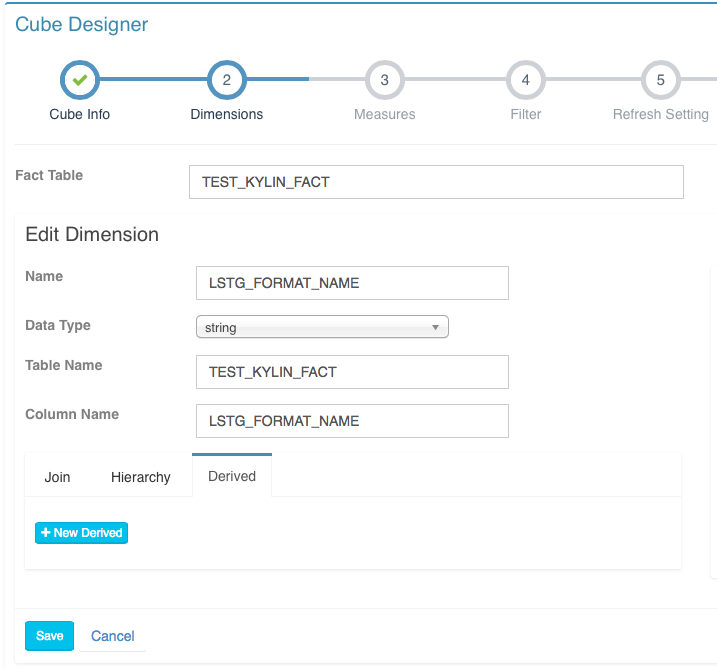 Cube Designer
2 3 4 5
Cube Info Dimensions Measures Filter Refresh Setting
Fact Table TEST_KYLIN_FACT
Edit Dimension
Name LSTG_FORMAT_NAME
Data Type string
Table Name TEST_KYLIN_FACT
Column Name LSTG_FORMAT_NAME
Join Hierarchy Derived
+ New Derived
Save Cancel